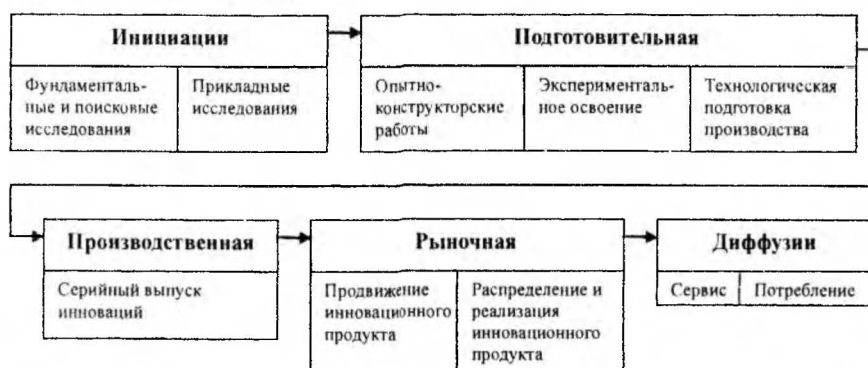 Инициации
Фундаменталь-
ные и поисковые
исследования
Прикладные
исследования
Подготовительная
Опытно-
конструкторские
работы
Эксперименталь-
ное освоение
Технологическая
подготовка
производства
Производственная
Серийный выпуск
инноваций
Рыночная
Продвижение
инновационного
продукта
Распределение и
реализация
инновационного
продукта
Диффузии
Сервис
Потребление